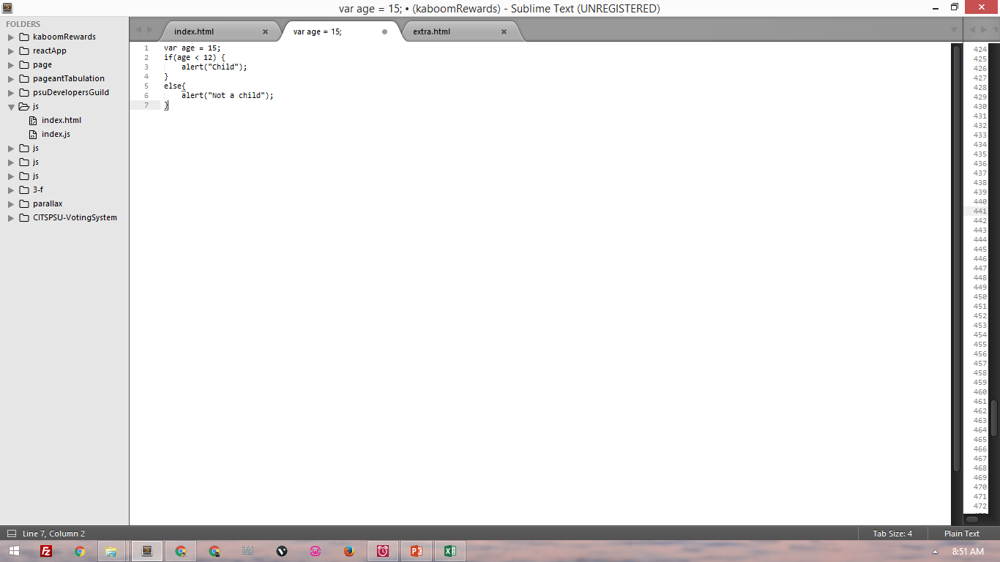 var age = 15; • (kaboomRewards) - Sublime Text (UNREGISTERED)
FOLDERS
kaboomRewards
reactApp
page
pageantTabulation
psuDevelopersGuild
js
index.html
index.js
js
js
js
3-f
parallax
CITSPSU-VotingSystem
index.html
var age = 15;
extra.html
1 var age = 15;
2 if(age < 12) {
3     alert("Child");
4 }
5 else{
6     alert("Not a child");
7 }
424
425
426
427
428
429
430
431
432
433
434
435
436
437
438
439
440
441
442
443
444
445
446
447
448
449
450
451
452
453
454
455
456
457
458
459
460
461
462
463
464
465
466
467
468
469
470
471
472
Line 7, Column 2
Tab Size: 4
Plain Text
8:51 AM